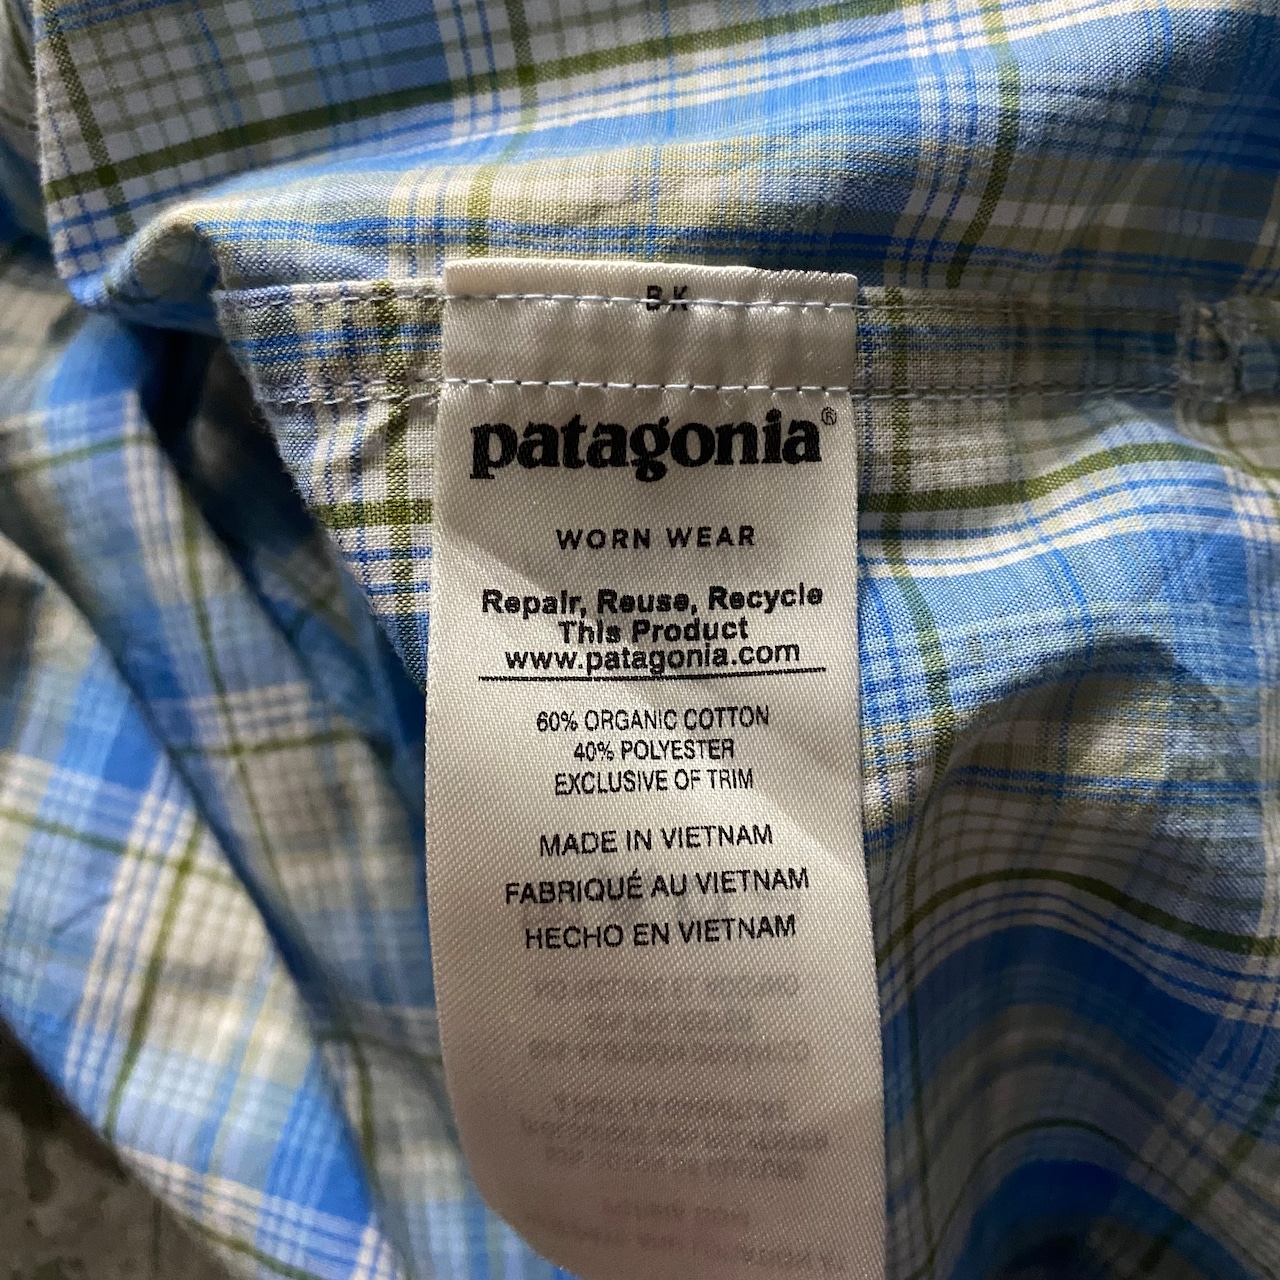 BK
patagonia®
WORN WEAR
Repair, Reuse, Recycle
This Product
www.patagonia.com
60% ORGANIC COTTON
40% POLYESTER
EXCLUSIVE OF TRIM
MADE IN VIETNAM
FABRIQUÉ AU VIETNAM
HECHO EN VIETNAM